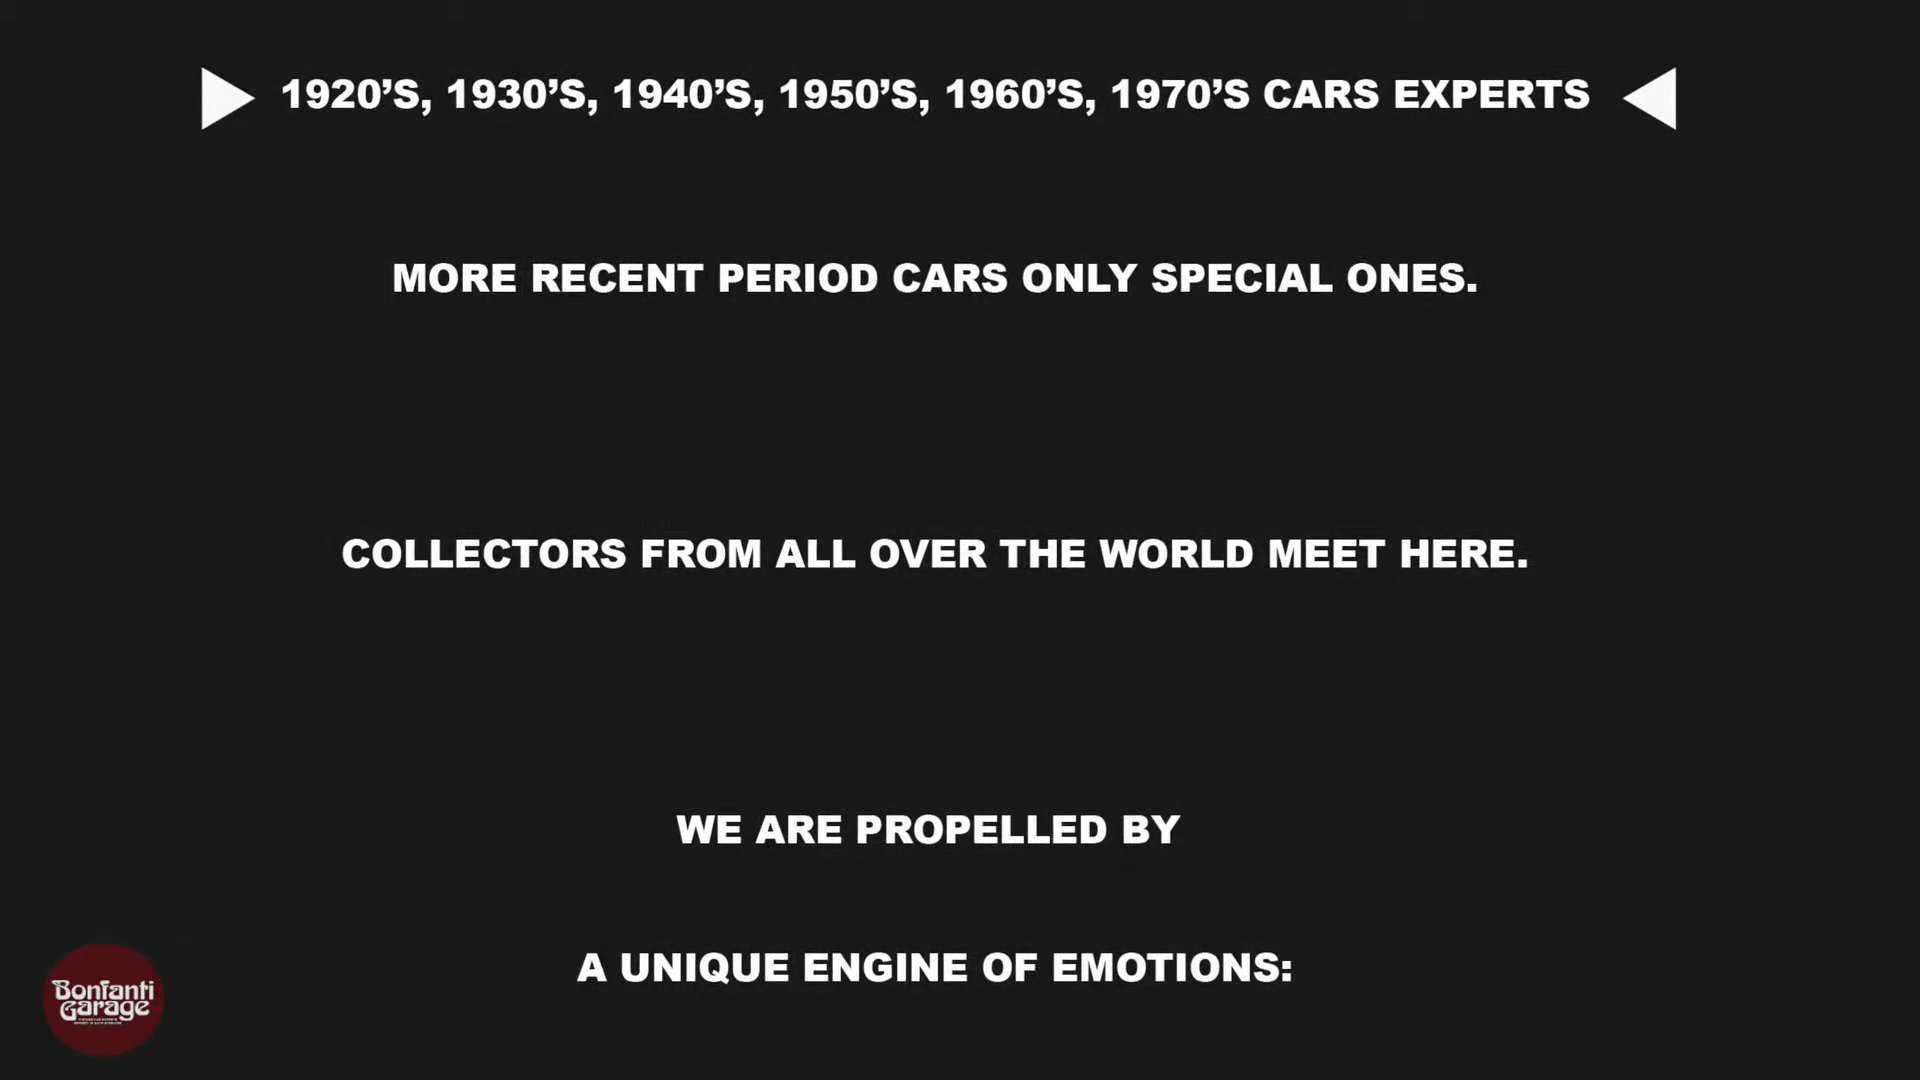 1920’S, 1930’S, 1940’S, 1950’S, 1960’S, 1970’S CARS EXPERTS
MORE RECENT PERIOD CARS ONLY SPECIAL ONES.
COLLECTORS FROM ALL OVER THE WORLD MEET HERE.
WE ARE PROPELLED BY
A UNIQUE ENGINE OF EMOTIONS:
Bonfanti
Garage